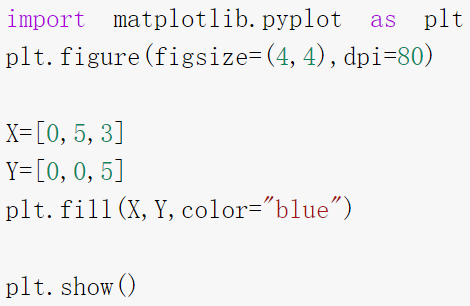 import matplotlib.pyplot as plt
plt.figure(figsize=(4,4),dpi=80)
X=[0,5,3]
Y=[0,0,5]
plt.fill(X,Y,color="blue")
plt.show()